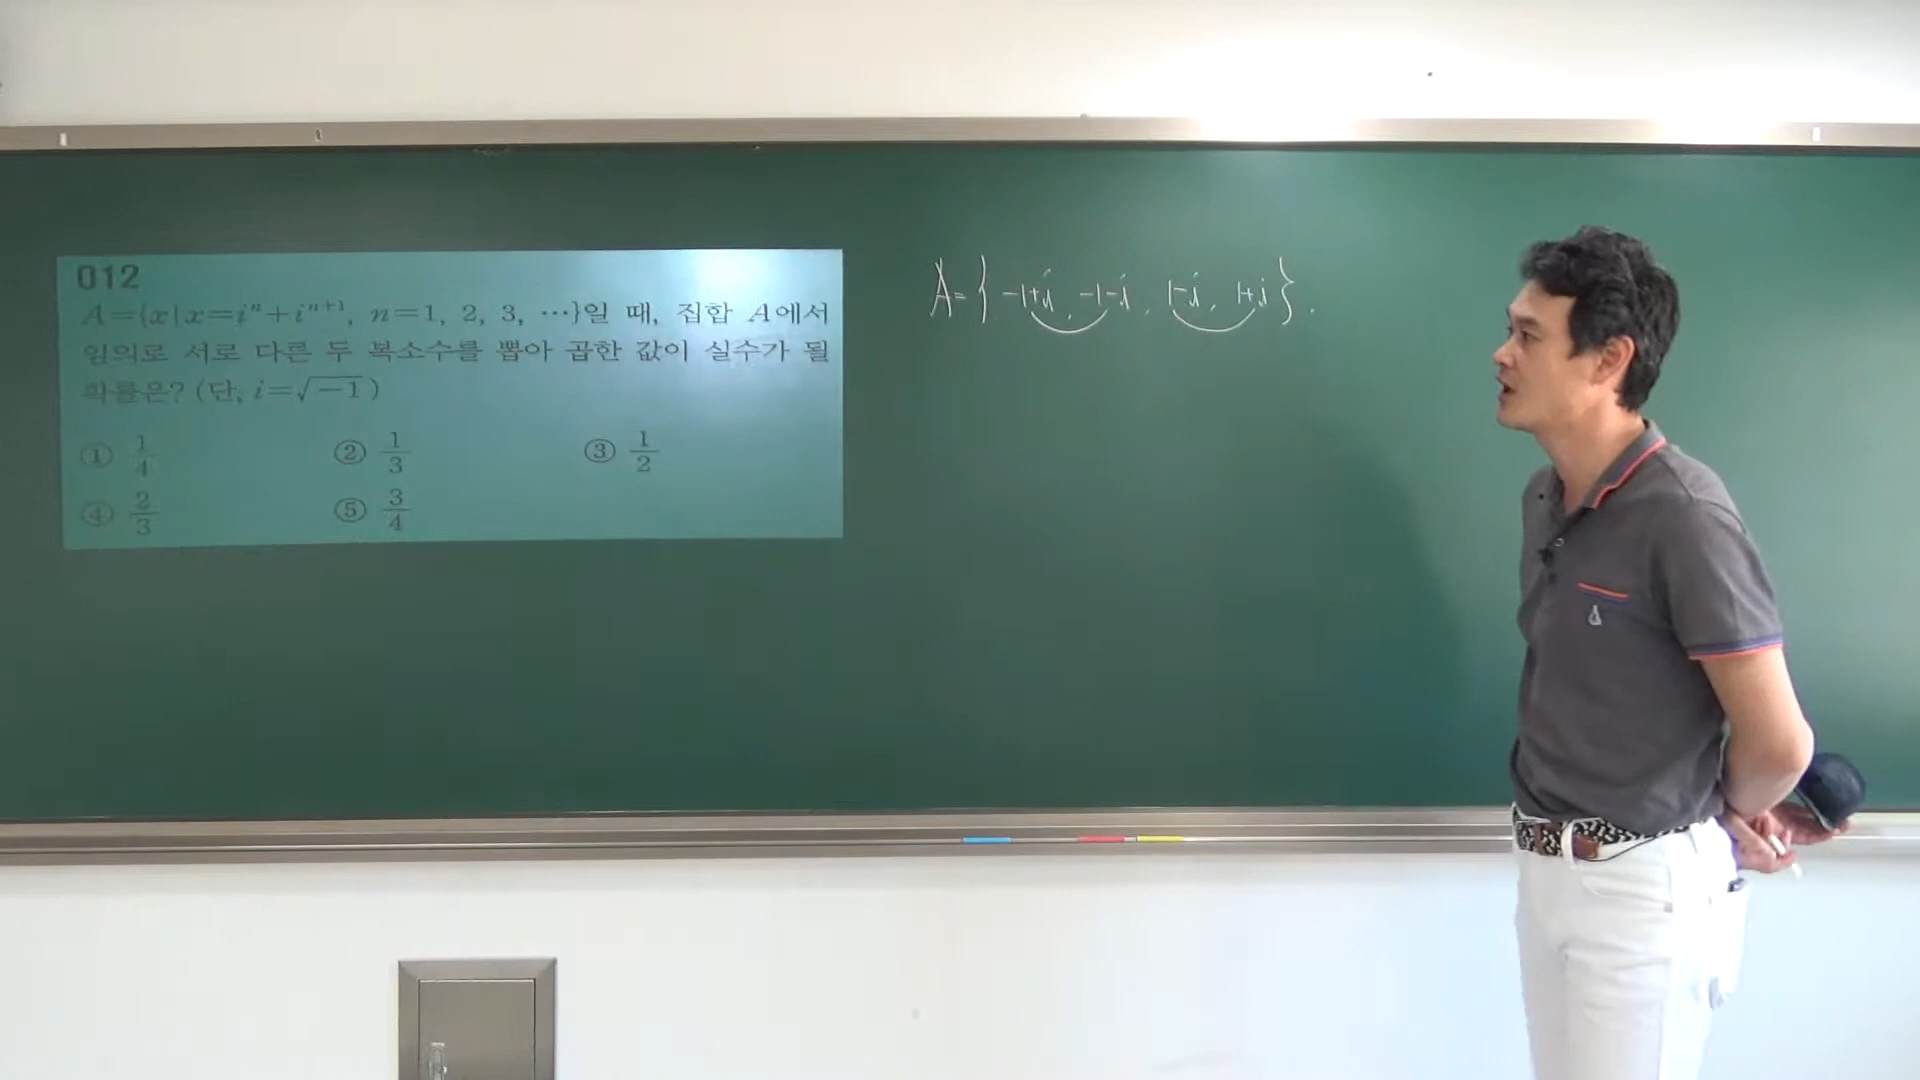 012
A={x|x=iⁿ+iⁿ⁺¹, n=1, 2, 3, ⋯}일 때, 집합 A에서
임의로 서로 다른 두 복소수를 뽑아 곱한 값이 실수가 될
확률은? (단, i=√-1)
① 1/4 ② 1/3 ③ 1/2
④ 2/3 ⑤ 3/4
A={-1+i, -1-i, 1-i, 1+i}.